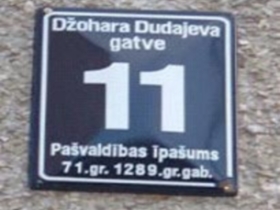 Džohara Dudajeva
gatve
11
Pašvaldības īpašums
71.gr. 1289.gr.gab.